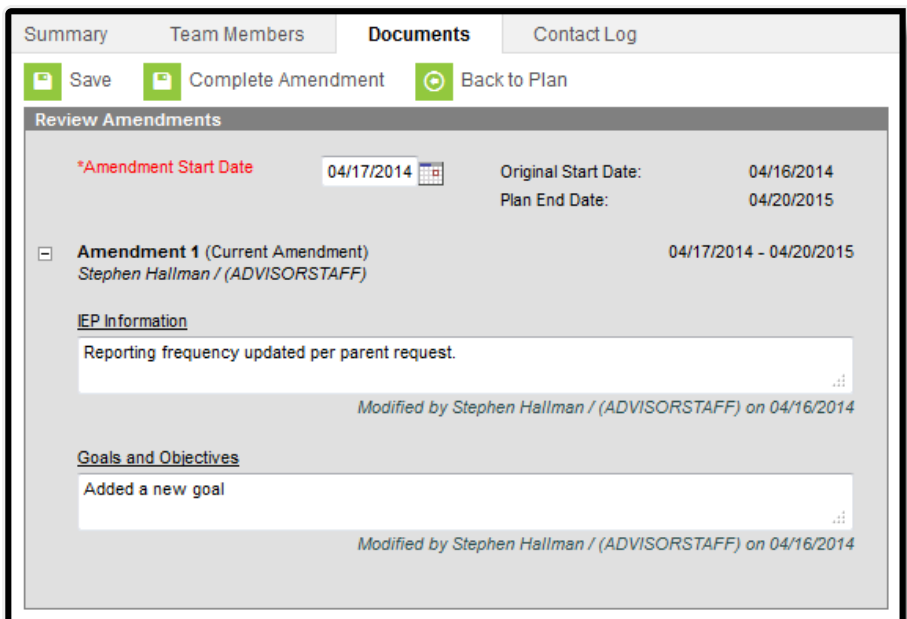 Summary Team Members Documents Contact Log
Save Complete Amendment Back to Plan
Review Amendments
*Amendment Start Date 04/17/2014 Original Start Date: 04/16/2014
Plan End Date: 04/20/2015
Amendment 1 (Current Amendment) 04/17/2014 - 04/20/2015
Stephen Hallman / (ADVISORSTAFF)
IEP Information
Reporting frequency updated per parent request.
Modified by Stephen Hallman / (ADVISORSTAFF) on 04/16/2014
Goals and Objectives
Added a new goal
Modified by Stephen Hallman / (ADVISORSTAFF) on 04/16/2014